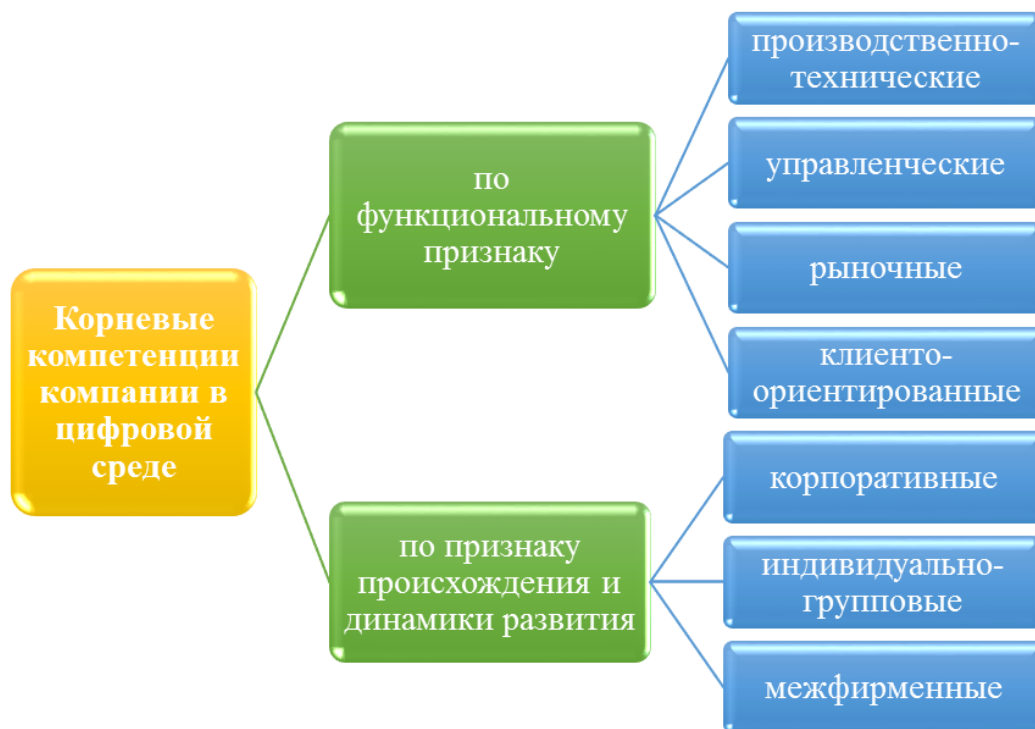 Корневые
компетенции
компании в
цифровой
среде
по
функциональному
признаку
производственно-
технические
управленческие
рыночные
клиенто-
ориентированные
по признаку
происхождения и
динамики развития
корпоративные
индивидуально-
групповые
межфирменные